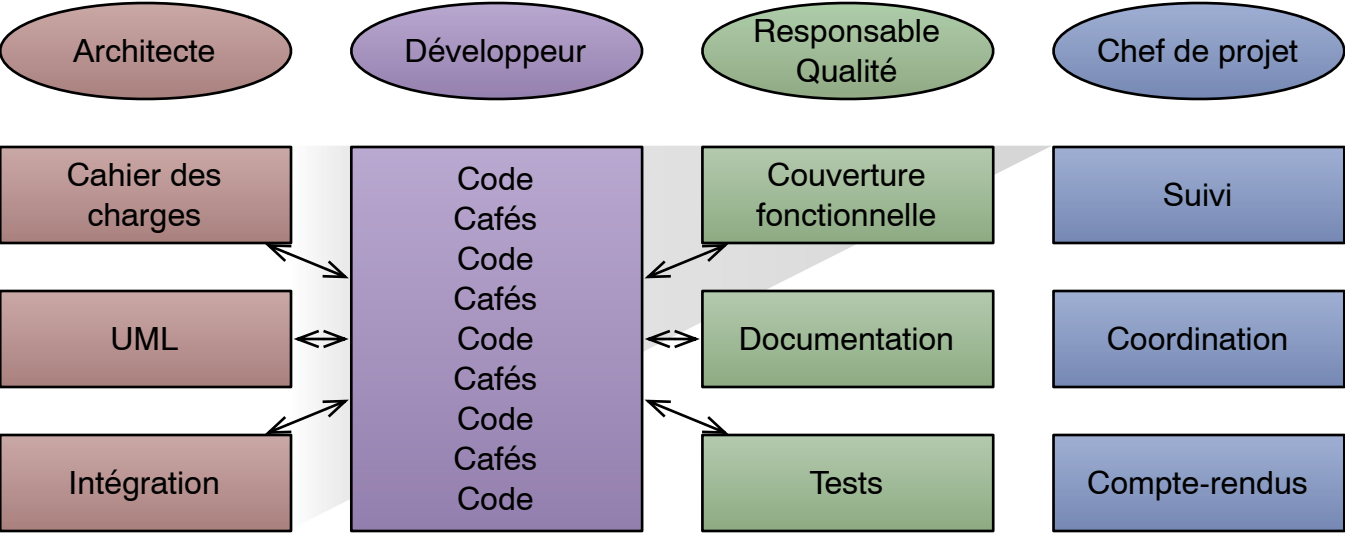 Architecte
Développeur
Responsable
Qualité
Chef de projet
Cahier des
charges
Code
Cafés
Code
Cafés
Code
Cafés
Code
Cafés
Code
Couverture
fonctionnelle
Suivi
UML
Documentation
Coordination
Intégration
Tests
Compte-rendus